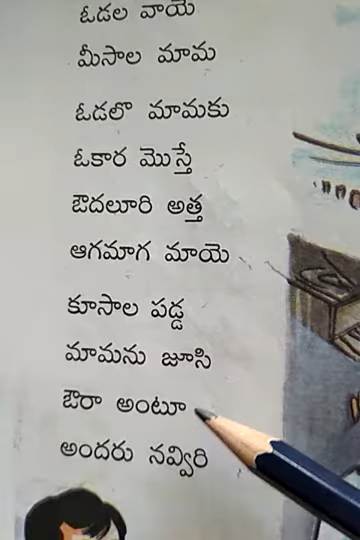 ఓడల వాయె
మీసాల మామ
ఓడలొ మామకు
ఓకార మొస్తే
ఔదలూరి అత్త
ఆగమాగ మాయె
కూసాల పడ్డ
మామను జూసి
ఔరా అంటూ
అందరు నవ్విరి